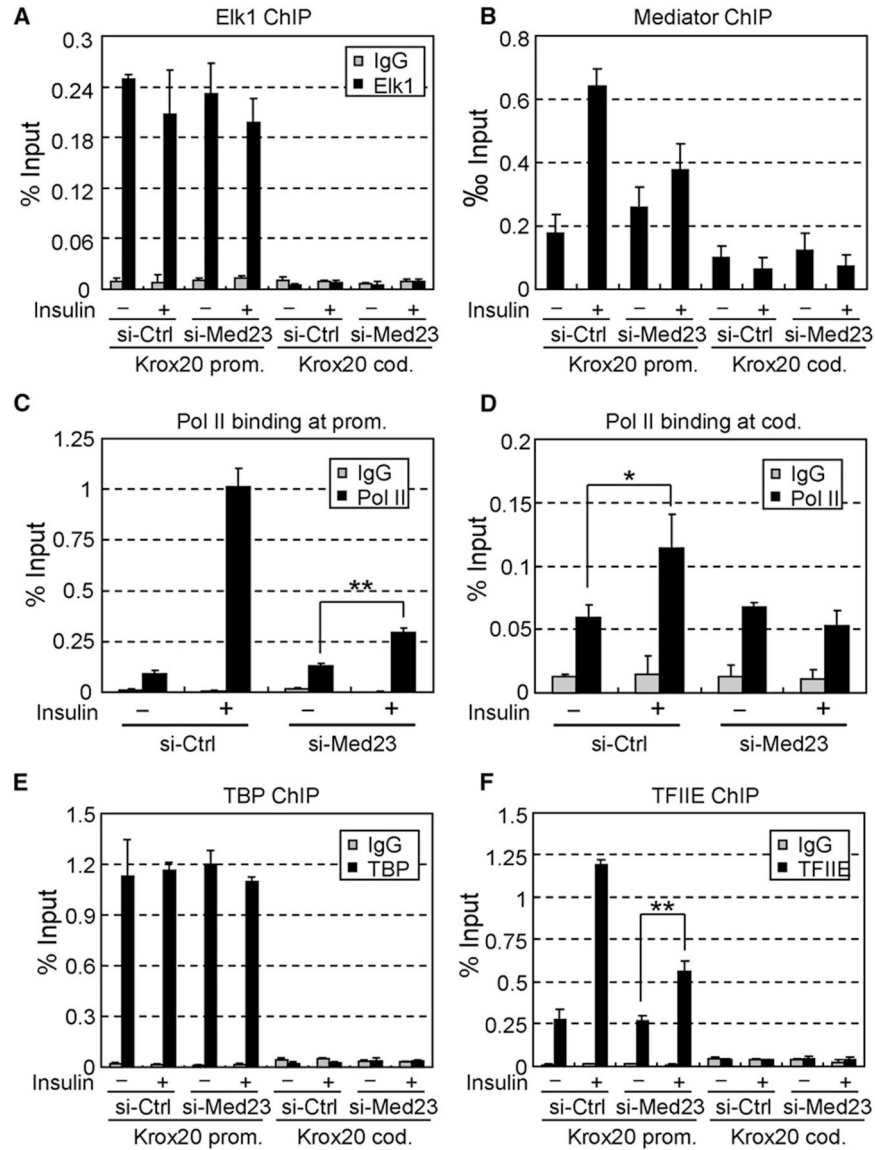 A
Elk1 ChIP
% Input
0.3
0.24
0.18
0.12
0.06
0
IgG
Elk1
Insulin − + − + − + − +
si-Ctrl si-Med23 si-Ctrl si-Med23
Krox20 prom. Krox20 cod.
B
Mediator ChIP
‰ Input
0.8
0.6
0.4
0.2
0
− + − + − + − +
si-Ctrl si-Med23 si-Ctrl si-Med23
Krox20 prom. Krox20 cod.
C
Pol II binding at prom.
% Input
1.25
1
0.75
0.5
0.25
0
IgG
Pol II
**
Insulin − + − +
si-Ctrl si-Med23
D
Pol II binding at cod.
% Input
0.2
0.15
0.1
0.05
0
IgG
Pol II
*
− + − +
si-Ctrl si-Med23
E
TBP ChIP
% Input
1.5
1.2
0.9
0.6
0.3
0
IgG
TBP
Insulin − + − + − + − +
si-Ctrl si-Med23 si-Ctrl si-Med23
Krox20 prom. Krox20 cod.
F
TFIIE ChIP
% Input
1.5
1.25
1
0.75
0.5
0.25
0
IgG
TFIIE
**
− + − + − + − +
si-Ctrl si-Med23 si-Ctrl si-Med23
Krox20 prom. Krox20 cod.